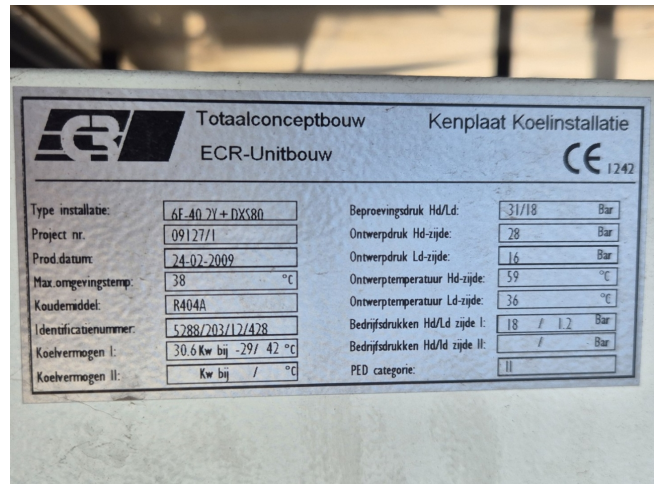 ECR
Totaalconceptbouw
ECR-Unitbouw
Kenplaat Koelinstallatie
CE 1242
Type installatie: 6F-40.2Y+DXS80
Project nr. 09127/1
Prod.datum: 24-02-2009
Max.omgevingstemp: 38 °C
Koudemiddel: R404A
Identificatienummer: 5288/203/12/428
Koelvermogen I: 30.6 Kw bij -29/ 42 °C
Koelvermogen II: Kw bij / °C
Beproevingsdruk Hd/Ld: 31/18 Bar
Ontwerpdruk Hd-zijde: 28 Bar
Ontwerpdruk Ld-zijde: 16 Bar
Ontwerptemperatuur Hd-zijde: 59 °C
Ontwerptemperatuur Ld-zijde: 36 °C
Bedrijfsdrukken Hd/Ld zijde I: 18 / 1.2 Bar
Bedrijfsdrukken Hd/ld zijde II: / Bar
PED categorie: II